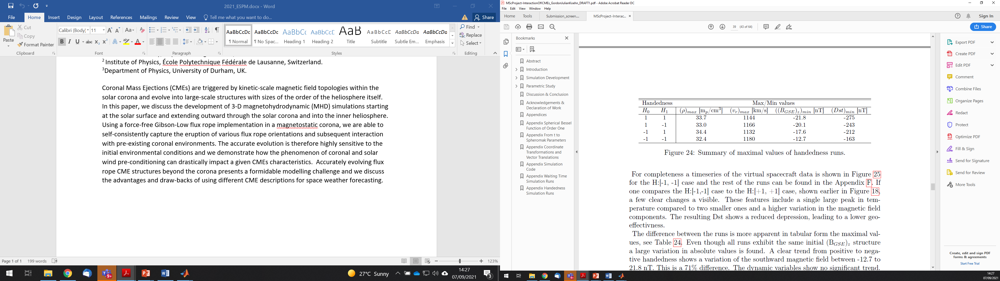 2021_ESPM.docx - Word
File Home Insert Design Layout References Mailings Review View Tell me what you want to do... Share
Paste
Cut
Copy
Format Painter
Clipboard
Calibri (Body) 11
Font
Paragraph
AaBbCcDc AaBbCcDc AaBbCc AaBbCcC AaB AaBbCcD AaBbCcDa AaBbCcDa
¶ Normal ¶ No Spac... Heading 1 Heading 2 Title Subtitle Subtle Em... Emphasis
Styles
Find
Replace
Select
Editing
2 Institute of Physics, École Polytechnique Fédérale de Lausanne, Switzerland.
3Department of Physics, University of Durham, UK.
Coronal Mass Ejections (CMEs) are triggered by kinetic-scale magnetic field topologies within the
solar corona and evolve into large-scale structures with sizes of the order of the heliosphere itself.
In this paper, we discuss the development of 3-D magnetohydrodynamic (MHD) simulations starting
at the solar surface and extending outward through the solar corona and into the inner heliosphere.
Using a force-free Gibson-Low flux rope implementation in a magnetostatic corona, we are able to
self-consistently capture the eruption of various flux rope orientations and subsequent interaction
with pre-existing coronal environments. The accurate evolution is therefore highly sensitive to the
initial environmental conditions and we demonstrate how the phenomenon of coronal and solar
wind pre-conditioning can drastically impact a given CMEs characteristics.  Accurately evolving flux
rope CME structures beyond the corona presents a formidable modelling challenge and we discuss
the advantages and draw-backs of using different CME descriptions for space weather forecasting.
Page 1 of 1 199 words
123%
27°C Sunny
14:27
07/09/2021
3
9+
MScProject-InteractionOfICMEs_GordonJulianKoehn_DRAFT1.pdf - Adobe Acrobat Reader DC
File Edit View Window Help
Home Tools Submission_screen.... MScProject-Interac... × Sign In
39 (43 of 64)
Share
Bookmarks
Abstract
Introduction
Simulation Development
Parametric Study
Discussion & Conclusion
Acknowledgements &
Declaration of Work
Appendices
Appendix Spherical Bessel
Function of Order One
Appendix From t to
Spheromak Parameters
Appendix Coordinate
Transformations and
Vector Translations
Appendix Simulation
Code
Appendix Waiting Time
Simulation Runs
Appendix Handedness
Simulation Runs
Handedness Max/Min values
H0 H1 (ρ)max [mp/cm3] (vr)max [km/s] ((BGSE)z)min [nT] (Dst)min [nT]
1 1 33.7 1144 -21.8 -275
1 -1 33.0 1166 -20.1 -243
-1 1 34.4 1132 -17.6 -212
-1 -1 32.4 1180 -12.7 -163
Figure 24: Summary of maximal values of handedness runs.
For completeness a timeseries of the virtual spacecraft data is shown in Figure 25
for the H:[-1, -1] case and the rest of the runs can be found in the Appendix F. If
one compares the H:[-1,-1] case to the H:[+1, +1] case, shown earlier in Figure 18,
a few clear changes a visible. These features include a single large peak in tem-
perature compared to two smaller ones and a higher variation in the magnetic field
components. The resulting Dst shows a reduced depression, leading to a lower geo-
effectivness.
The difference between the runs is more apparent in tabular form the maximal val-
ues, see Table 24. Even though all runs exhibit the same initial (BGSE)z structure
a large variation in absolute values is found. A clear trend from positive to nega-
tive handedness shows a variation of the southward magnetic field between -12.7 to
21.8 nT. This is a 71% difference. The dynamic variables show no significant trend.
Export PDF
Create PDF
Edit PDF
Comment
Combine Files
Organize Pages
Redact
Protect
Optimize PDF
Fill & Sign
Send for Signature
Send for Review
More Tools
Create, edit and sign PDF
forms & agreements
Start Free Trial
14:27
07/09/2021